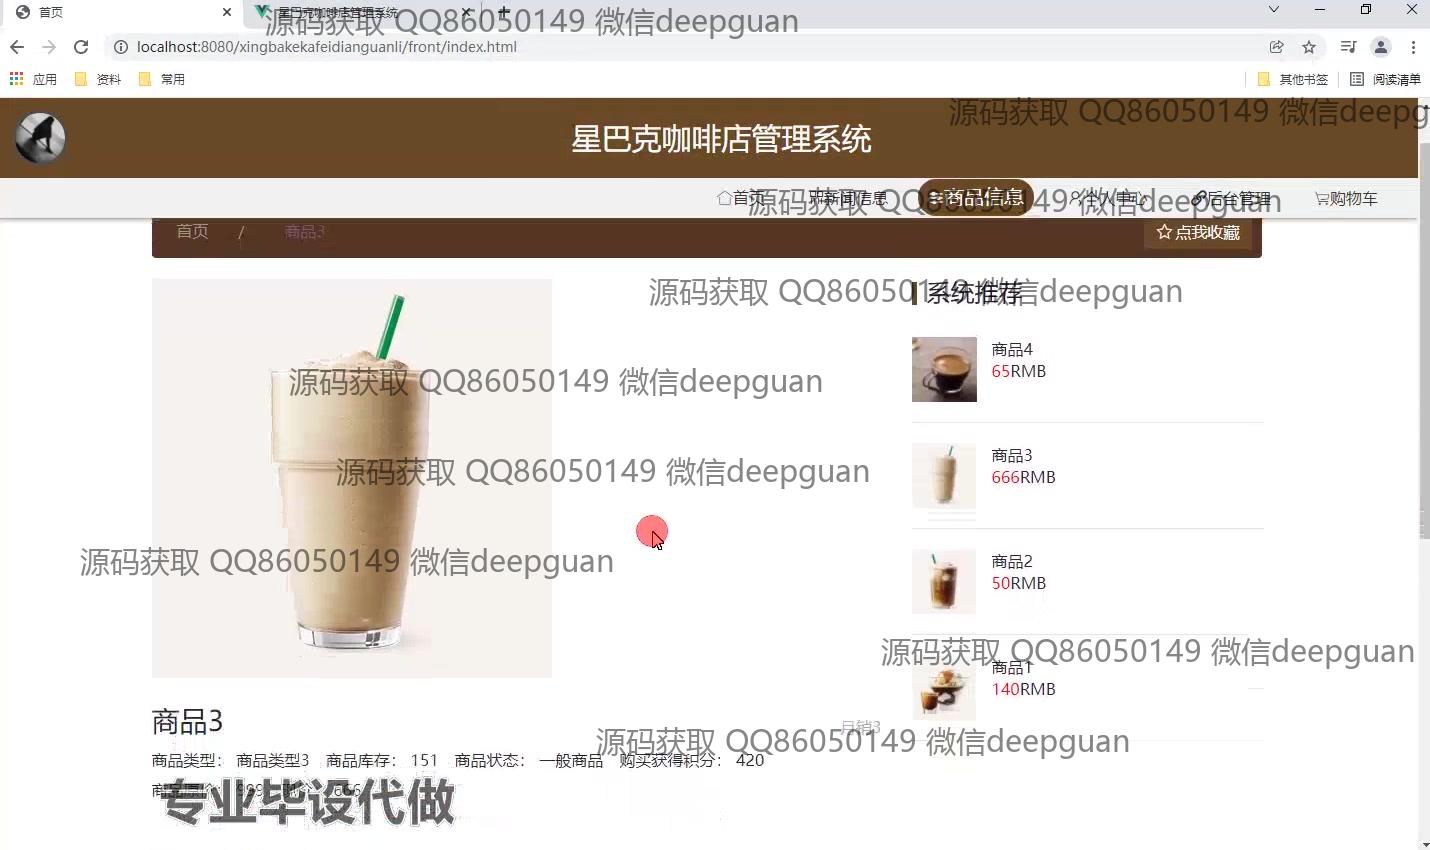 首页
星巴克咖啡店管理系统
源码获取 QQ86050149 微信deepguan
localhost:8080/xingbakekafeidianguanli/front/index.html
应用 资料 常用 其他书签 阅读清单
源码获取 QQ86050149 微信deepg
星巴克咖啡店管理系统
首页 新闻信息 商品信息 个人中心 后台管理 购物车
源码获取 QQ86050149 微信deepguan
首页 / 商品3 点我收藏
源码获取 QQ86050149 微信deepguan
系统推荐
商品4
65RMB
源码获取 QQ86050149 微信deepguan
商品3
666RMB
源码获取 QQ86050149 微信deepguan
商品2
50RMB
源码获取 QQ86050149 微信deepguan
源码获取 QQ86050149 微信deepguan
商品1
140RMB
商品3
月销3
源码获取 QQ86050149 微信deepguan
商品类型： 商品类型3 商品库存： 151 商品状态： 一般商品 购买获得积分： 420
商品原价： 999 666
专业毕设代做